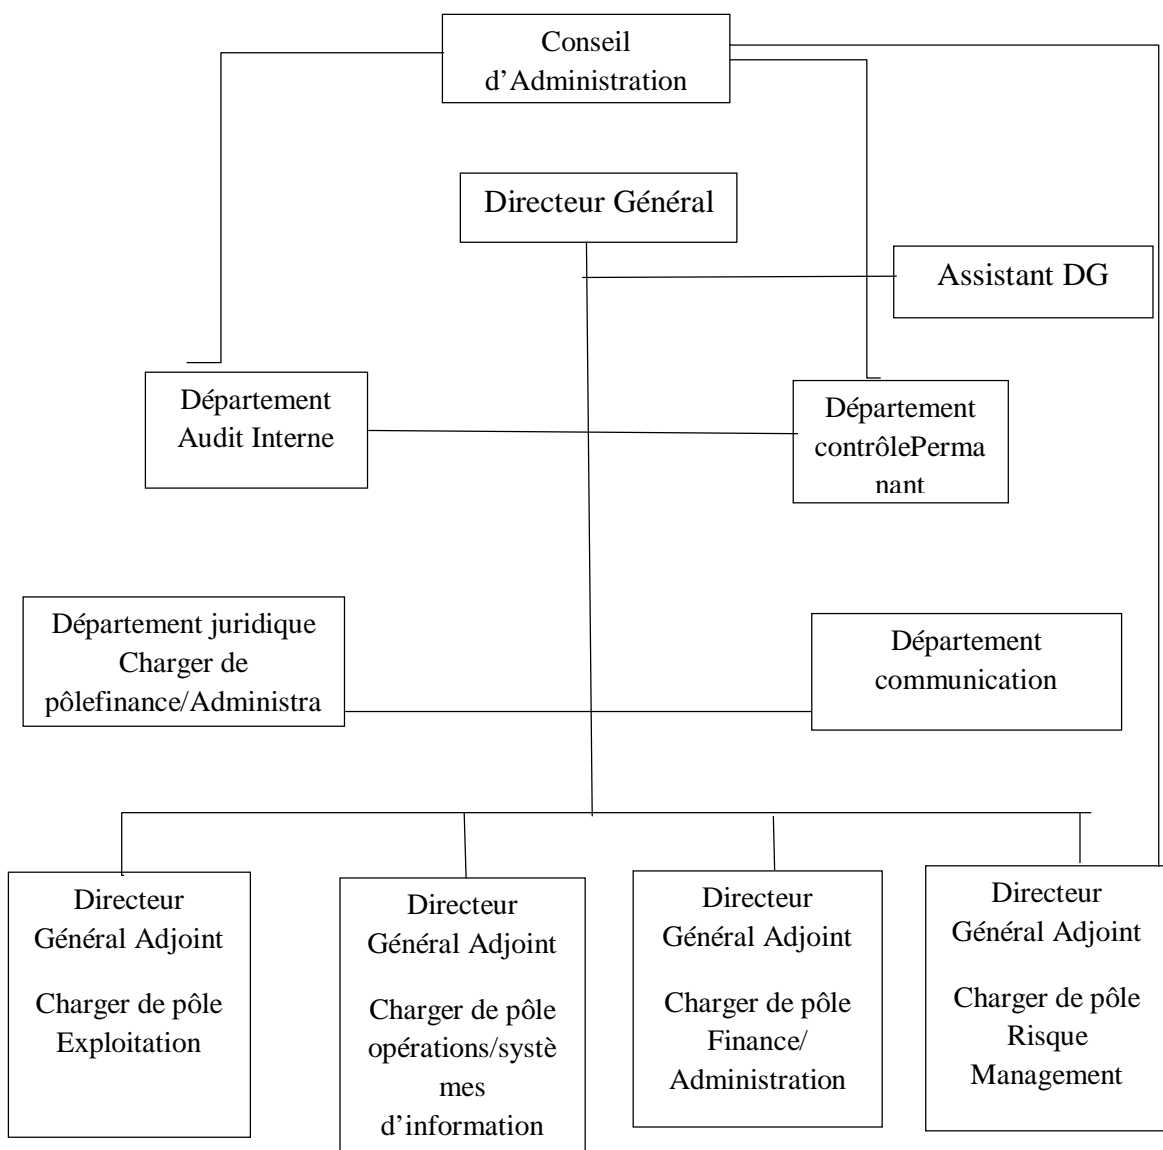 Conseil
d'Administration
Directeur Général
Assistant DG
Département
Audit Interne
Département
contrôlePerma
nant
Département juridique
Charger de
pôlefinance/Administra
Département
communication
Directeur
Général Adjoint
Charger de pôle
Exploitation
Directeur
Général Adjoint
Charger de pôle
opérations/systè
mes
d'information
Directeur
Général Adjoint
Charger de pôle
Finance/
Administration
Directeur
Général Adjoint
Charger de pôle
Risque
Management